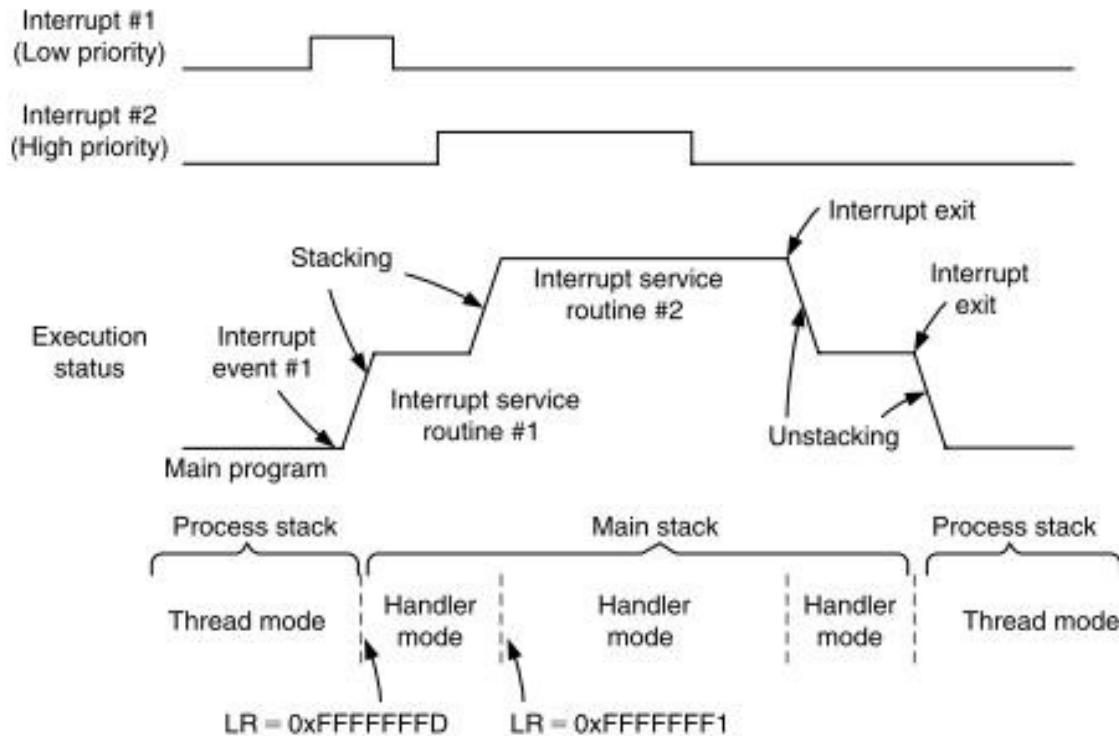 Interrupt #1
(Low priority)
Interrupt #2
(High priority)
Interrupt exit
Stacking
Interrupt
exit
Interrupt service
routine #2
Execution
status
Interrupt
event #1
Interrupt service
routine #1
Unstacking
Main program
Process stack
Main stack
Process stack
Thread mode
Handler
mode
Handler
mode
Handler
mode
Thread mode
LR = 0xFFFFFFFD
LR = 0xFFFFFFF1